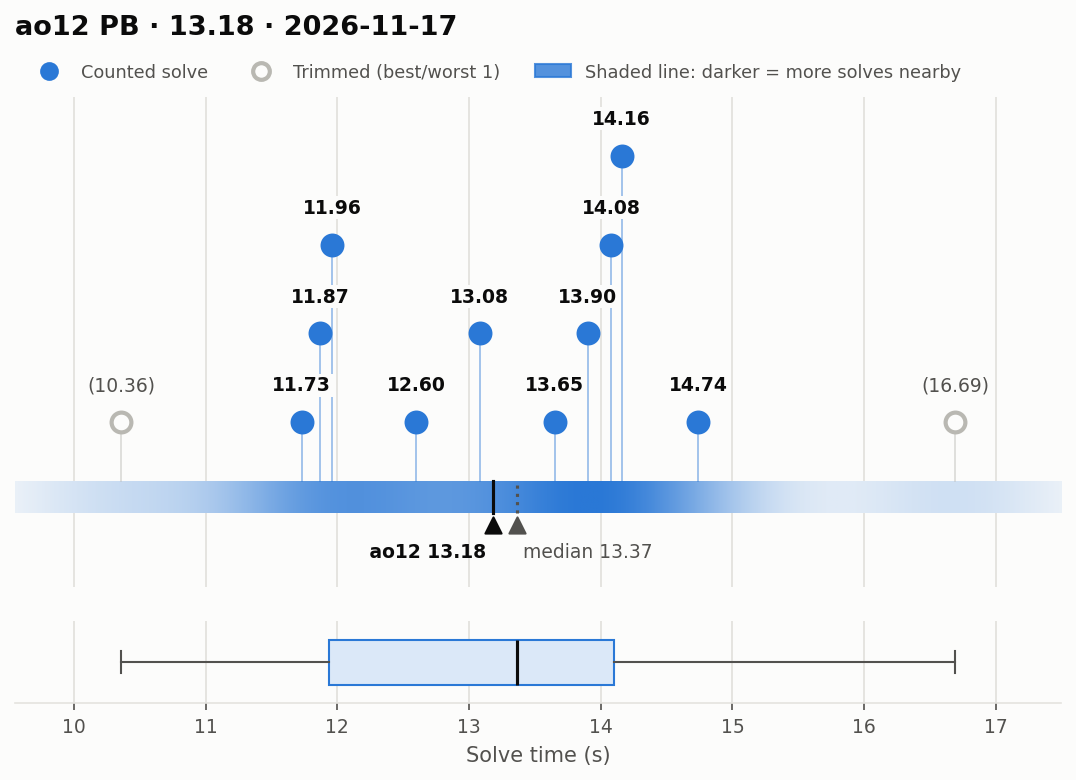 ao12 PB · 13.18 · 2026-11-17
Counted solve Trimmed (best/worst 1) Shaded line: darker = more solves nearby
14.16
11.96 14.08
11.87 13.08 13.90
(10.36) 11.73 12.60 13.65 14.74 (16.69)
ao12 13.18 median 13.37
10 11 12 13 14 15 16 17
Solve time (s)